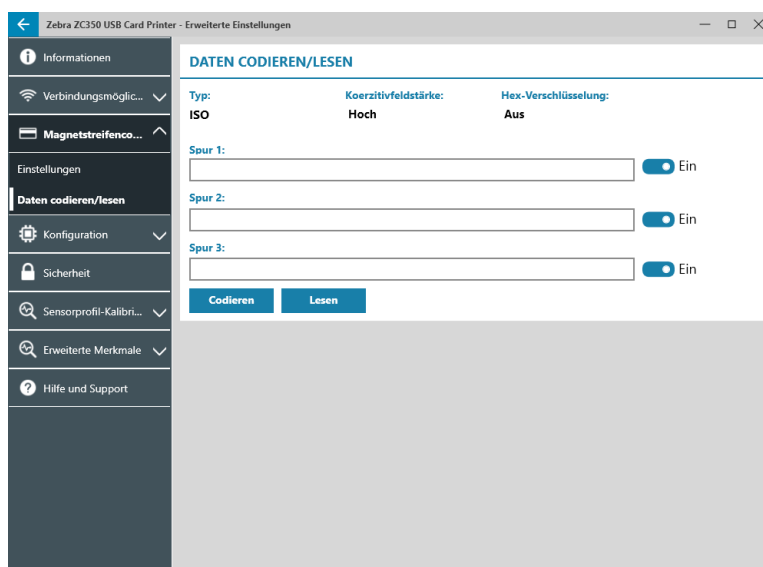 Zebra ZC350 USB Card Printer - Erweiterte Einstellungen
Informationen
Verbindungsmöglic...
Magnetstreifenco...
Einstellungen
Daten codieren/lesen
Konfiguration
Sicherheit
Sensorprofil-Kalibri...
Erweiterte Merkmale
Hilfe und Support
DATEN CODIEREN/LESEN
Typ: Koerzitivfeldstärke: Hex-Verschlüsselung:
ISO Hoch Aus
Spur 1:
Ein
Spur 2:
Ein
Spur 3:
Ein
Codieren Lesen